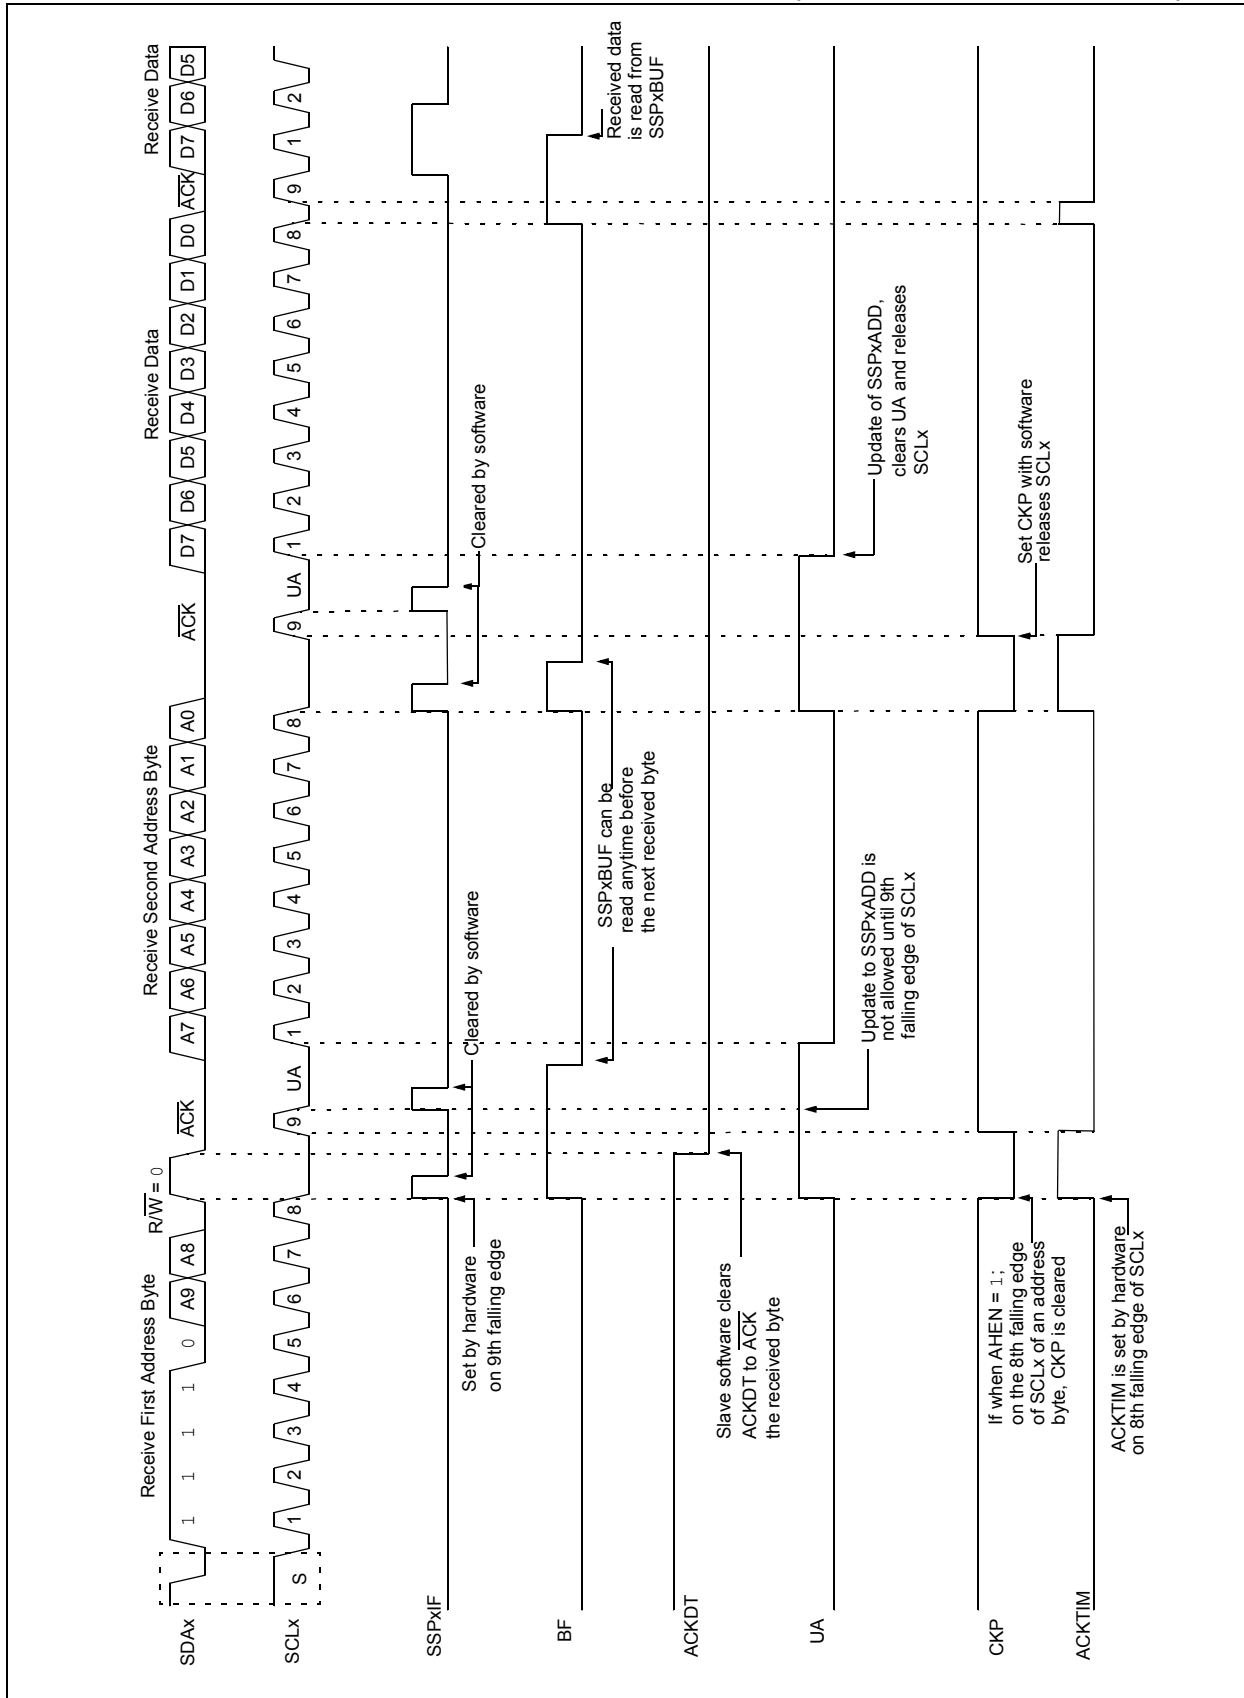 Receive First Address Byte
R/W = 0
Receive Second Address Byte
Receive Data
Receive Data
SDAx
1 1 1 1 0 A9 A8
ACK
A7 A6 A5 A4 A3 A2 A1 A0
ACK
D7 D6 D5 D4 D3 D2 D1 D0
ACK
D7 D6 D5
SCLx
S 1 2 3 4 5 6 7 8 9 UA 1 2 3 4 5 6 7 8 9 UA 1 2 3 4 5 6 7 8 9 1 2
SSPxIF
Set by hardware
on 9th falling edge
Cleared by software
Cleared by software
BF
SSPxBUF can be
read anytime before
the next received byte
Received data
is read from
SSPxBUF
ACKDT
Slave software clears
ACKDT to ACK
the received byte
UA
Update to SSPxADD is
not allowed until 9th
falling edge of SCLx
Update of SSPxADD,
clears UA and releases
SCLx
CKP
If when AHEN = 1;
on the 8th falling edge
of SCLx of an address
byte, CKP is cleared
Set CKP with software
releases SCLx
ACKTIM
ACKTIM is set by hardware
on 8th falling edge of SCLx